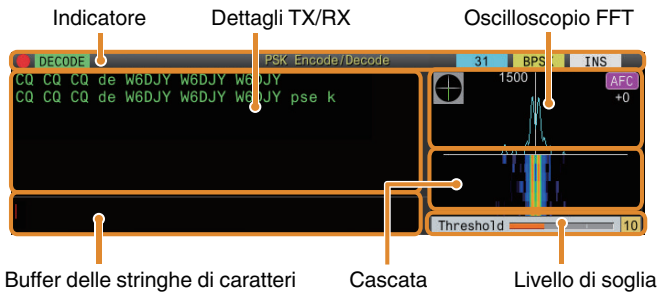 Indicatore Dettagli TX/RX Oscilloscopio FFT
DECODE PSK Encode/Decode 31 BPSK INS
CQ CQ CQ de W6DJY W6DJY W6DJY
CQ CQ CQ de W6DJY W6DJY W6DJY pse k
1500
AFC
+0
Threshold 10
Buffer delle stringhe di caratteri Cascata Livello di soglia